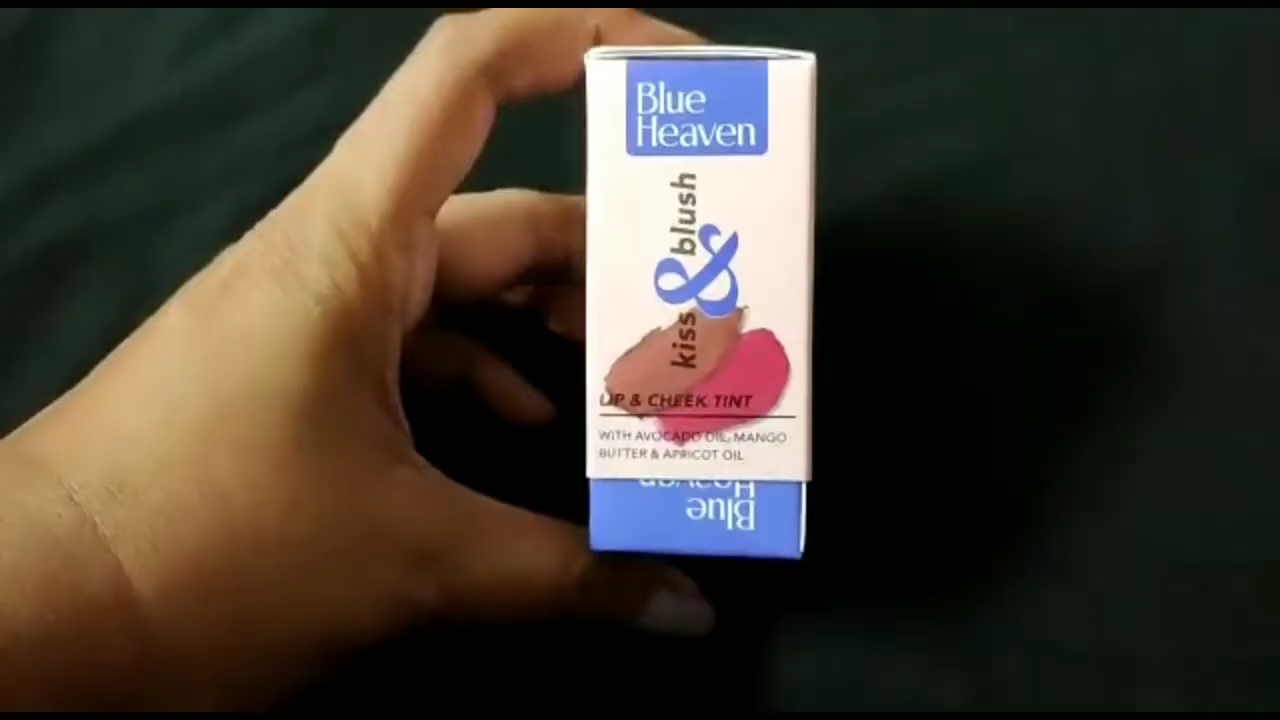 Blue
Heaven
kiss & blush
LIP & CHEEK TINT
WITH AVOCADO OIL, MANGO
BUTTER & APRICOT OIL
Blue
Heaven